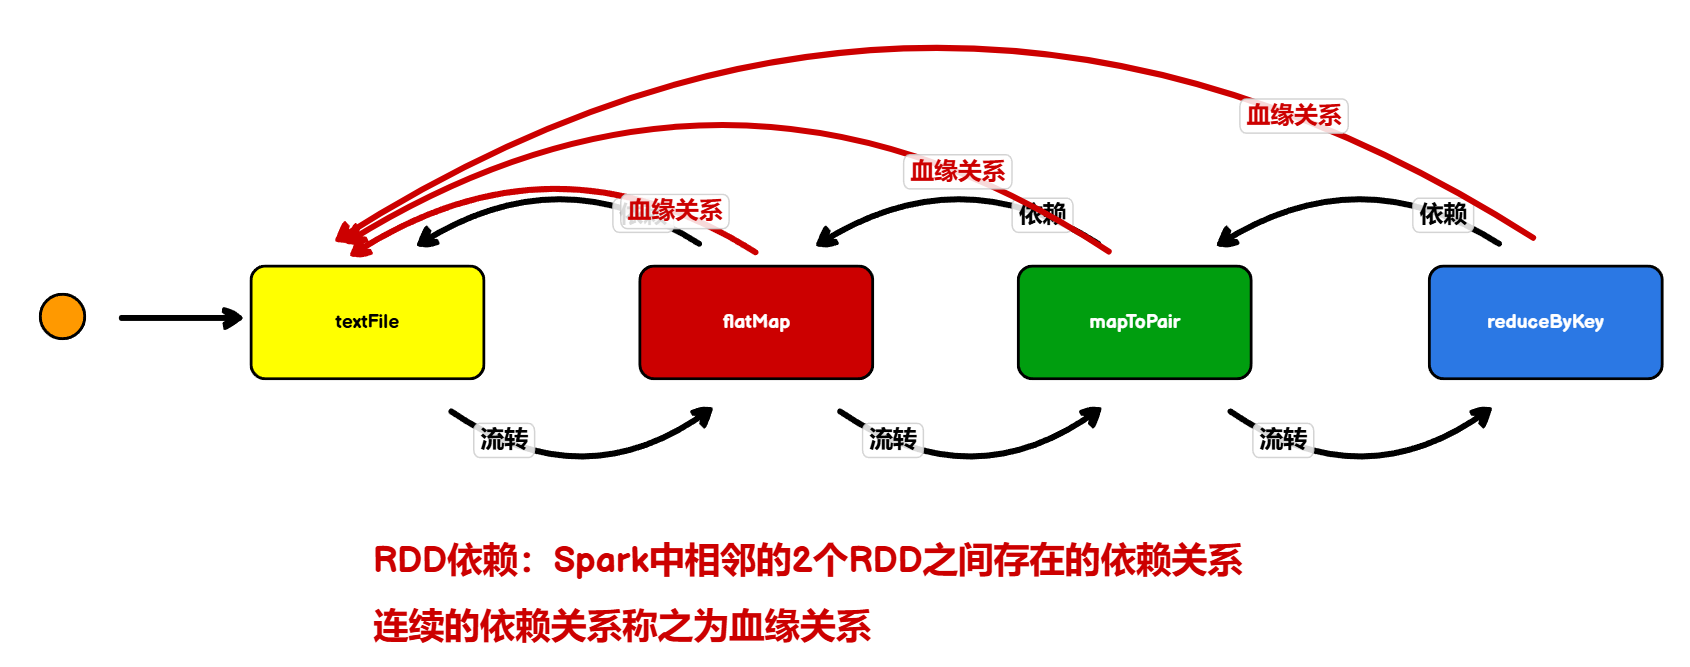 血缘关系
血缘关系
血缘关系
依赖
依赖
textFile
flatMap
mapToPair
reduceByKey
流转
流转
流转
RDD依赖：Spark中相邻的2个RDD之间存在的依赖关系
连续的依赖关系称之为血缘关系